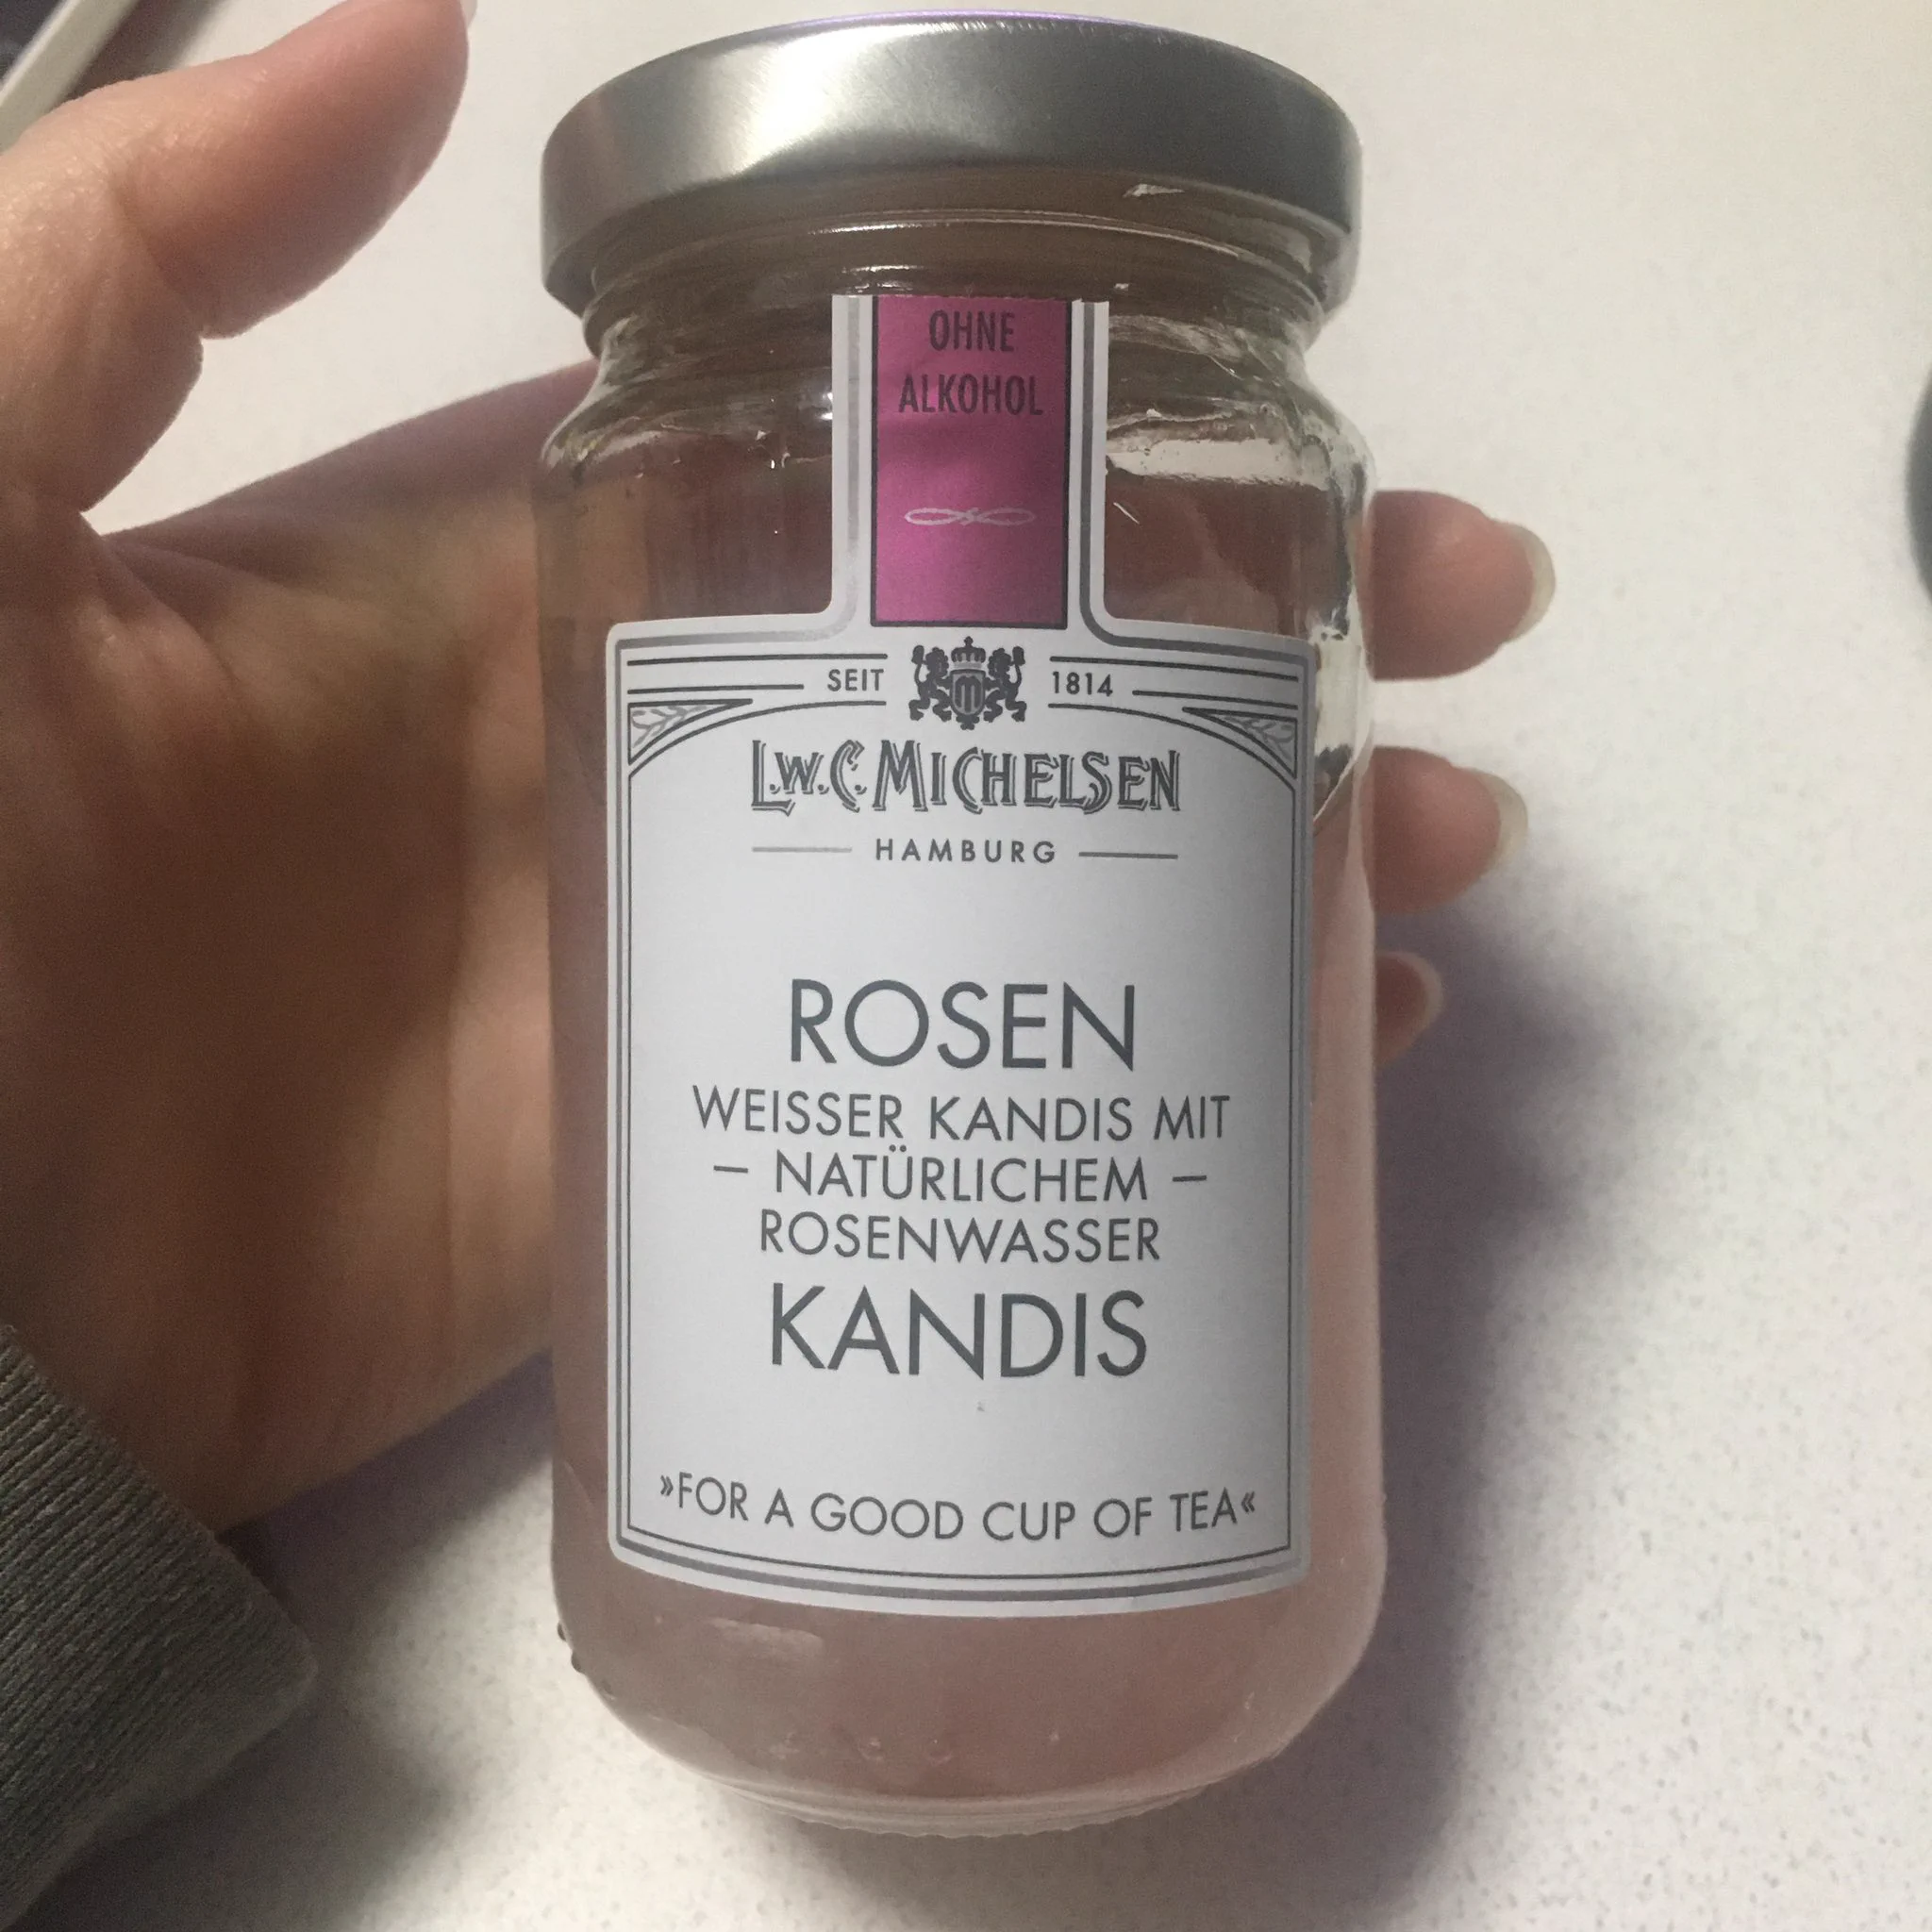 OHNE
ALKOHOL
SEIT 1814
L.W.C. MICHELSEN
HAMBURG
ROSEN
WEISSER KANDIS MIT
– NATÜRLICHEM –
ROSENWASSER
KANDIS
»FOR A GOOD CUP OF TEA«